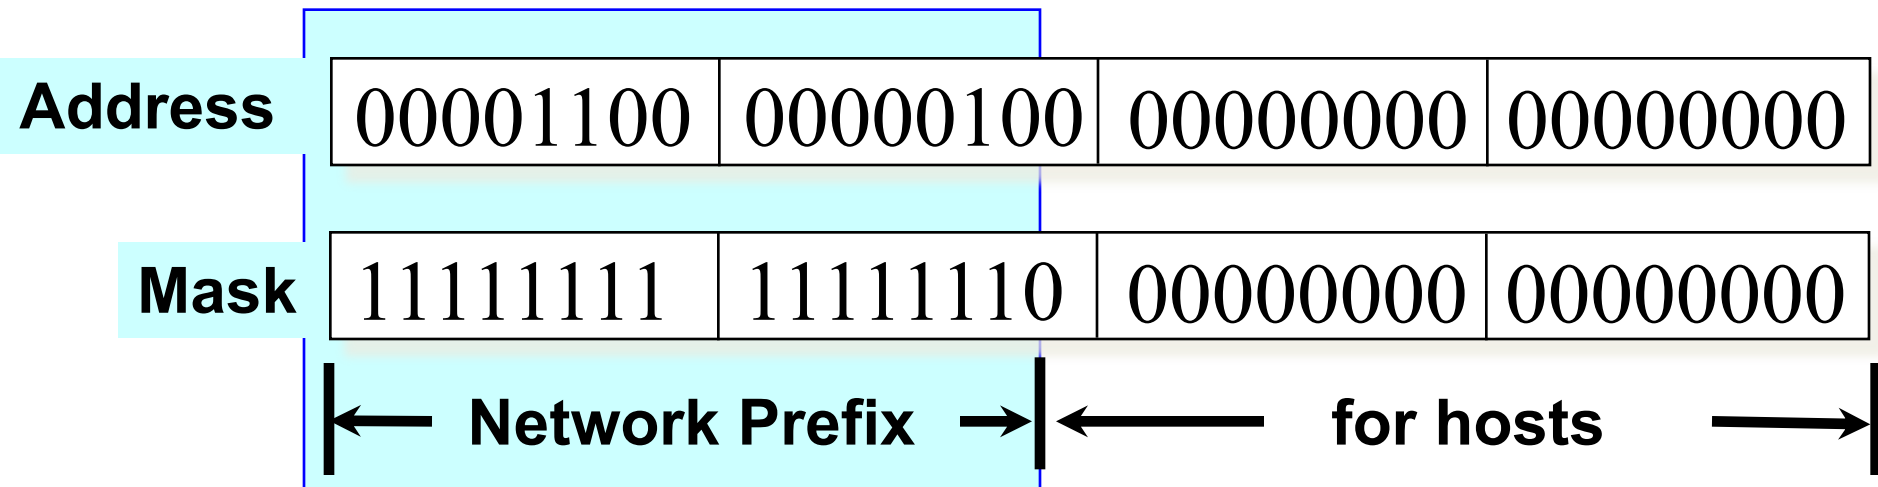 Address 00001100 00000100 00000000 00000000
Mask 11111111 11111110 00000000 00000000
Network Prefix for hosts